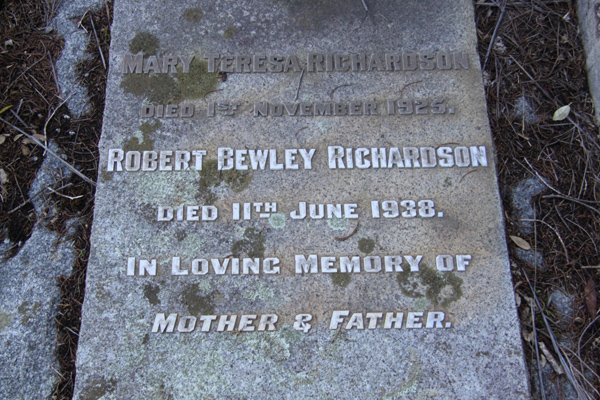 Mary Teresa Richardson
Died 1st November 1925.
Robert Bewley Richardson
Died 11th June 1938.
In Loving Memory of
Mother & Father.